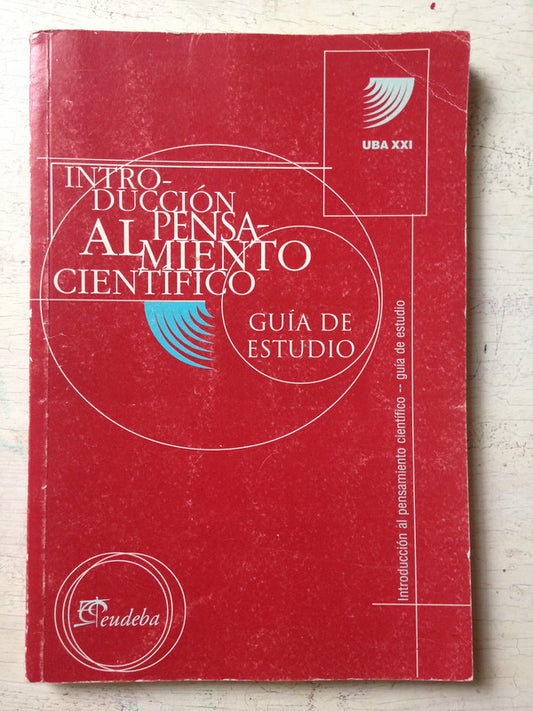 UBA XXI
INTRO-
DUCCIÓN
PENSA-
AL
MIENTO
CIENTÍFICO
GUÍA DE
ESTUDIO
Introducción al pensamiento científico -- guía de estudio
eudeba